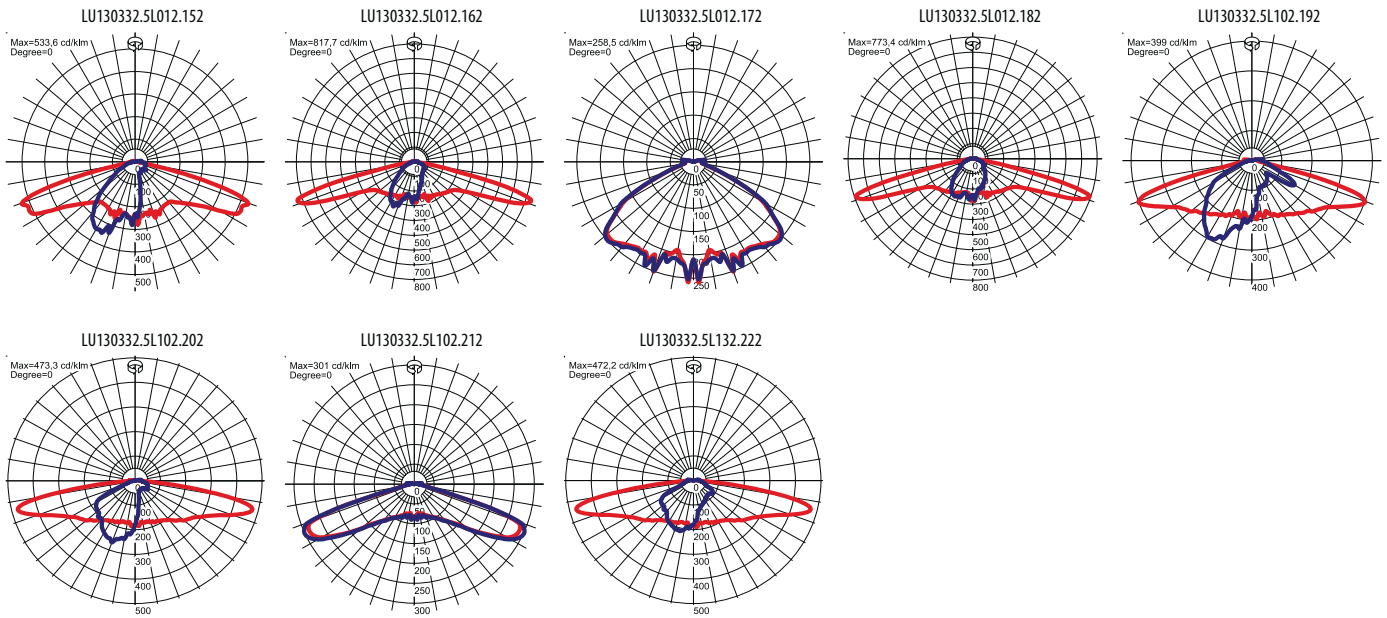 LU130332.5L012.152
Max=533,6 cd/klm
Degree=0
0
100
300
400
500
LU130332.5L012.162
Max=817,7 cd/klm
Degree=0
0
100
300
400
500
600
700
800
LU130332.5L012.172
Max=258,5 cd/klm
Degree=0
0
50
100
150
250
LU130332.5L012.182
Max=773,4 cd/klm
Degree=0
0
100
300
400
500
600
700
800
LU130332.5L102.192
Max=399 cd/klm
Degree=0
0
100
200
300
400
LU130332.5L102.202
Max=473,3 cd/klm
Degree=0
0
100
200
300
400
500
LU130332.5L102.212
Max=301 cd/klm
Degree=0
0
50
100
150
200
250
300
LU130332.5L132.222
Max=472,2 cd/klm
Degree=0
0
100
200
300
400
500